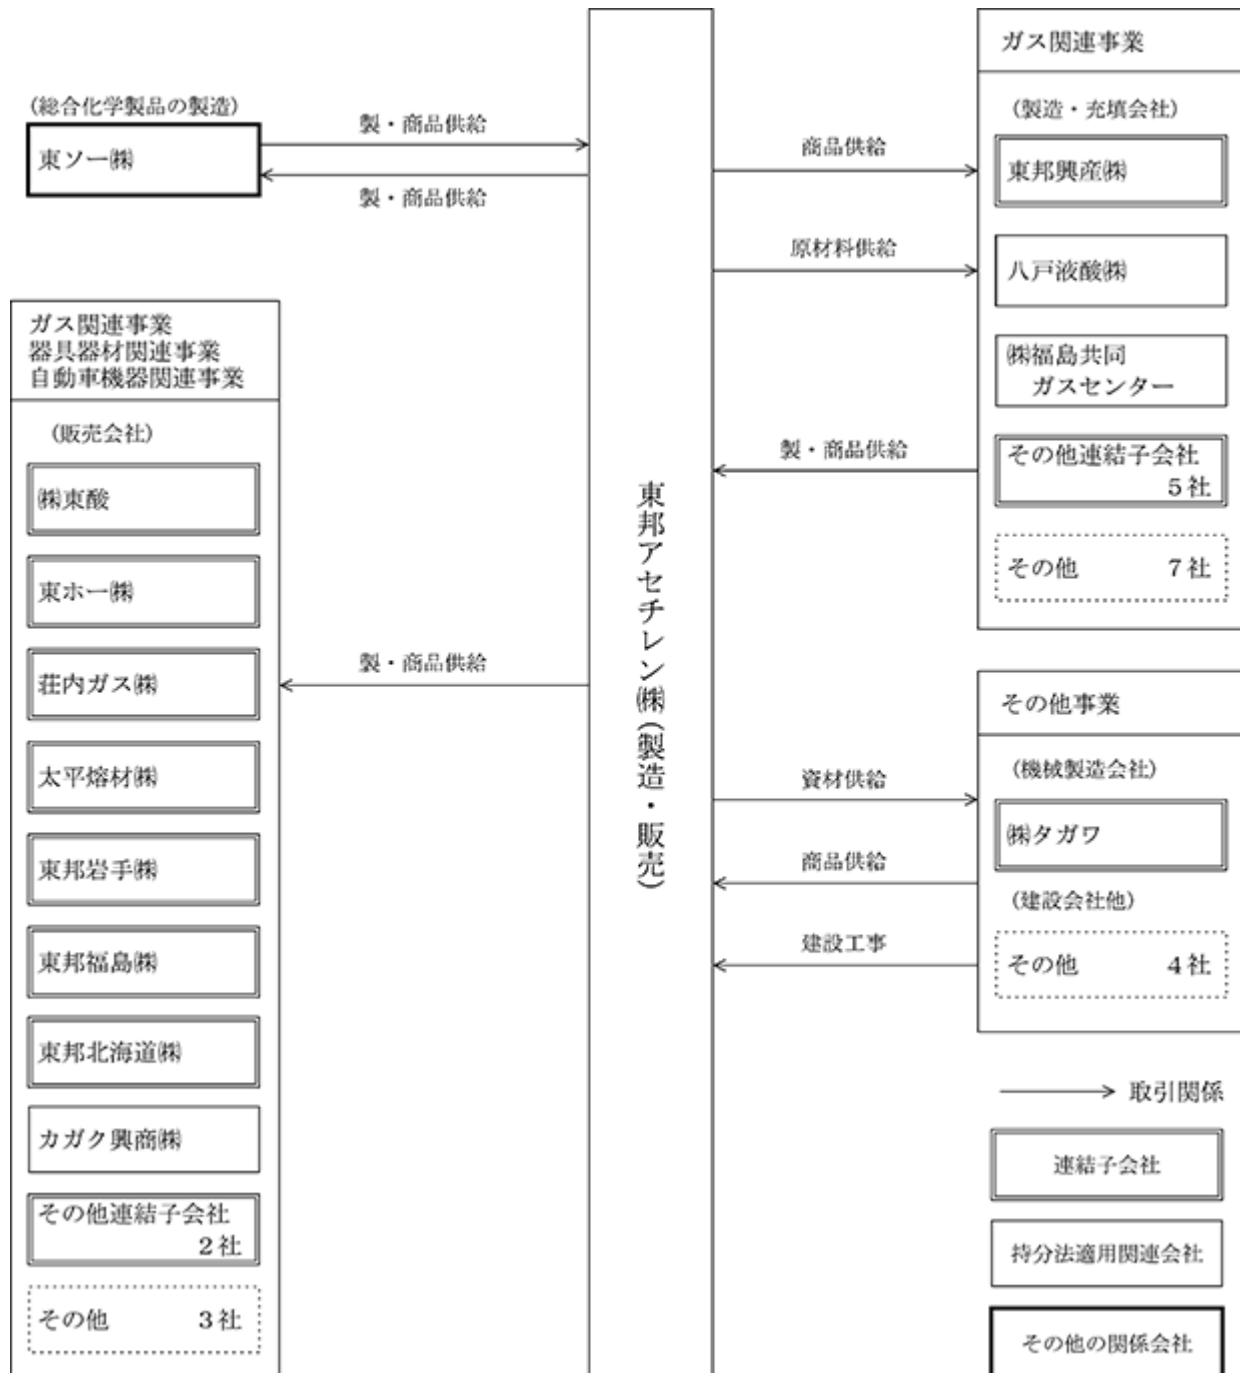 (総合化学製品の製造)
東ソー㈱
製・商品供給
製・商品供給
ガス関連事業
器具器材関連事業
自動車機器関連事業
(販売会社)
㈱東酸
東ホー㈱
荘内ガス㈱
太平熔材㈱
東邦岩手㈱
東邦福島㈱
東邦北海道㈱
カガク興商㈱
その他連結子会社
2社
その他 3社
製・商品供給
東邦アセチレン㈱(製造・販売)
商品供給
原材料供給
製・商品供給
ガス関連事業
(製造・充填会社)
東邦興産㈱
八戸液酸㈱
㈱福島共同
ガスセンター
その他連結子会社
5社
その他 7社
資材供給
商品供給
建設工事
その他事業
(機械製造会社)
㈱タガワ
(建設会社他)
その他 4社
取引関係
連結子会社
持分法適用関連会社
その他の関係会社